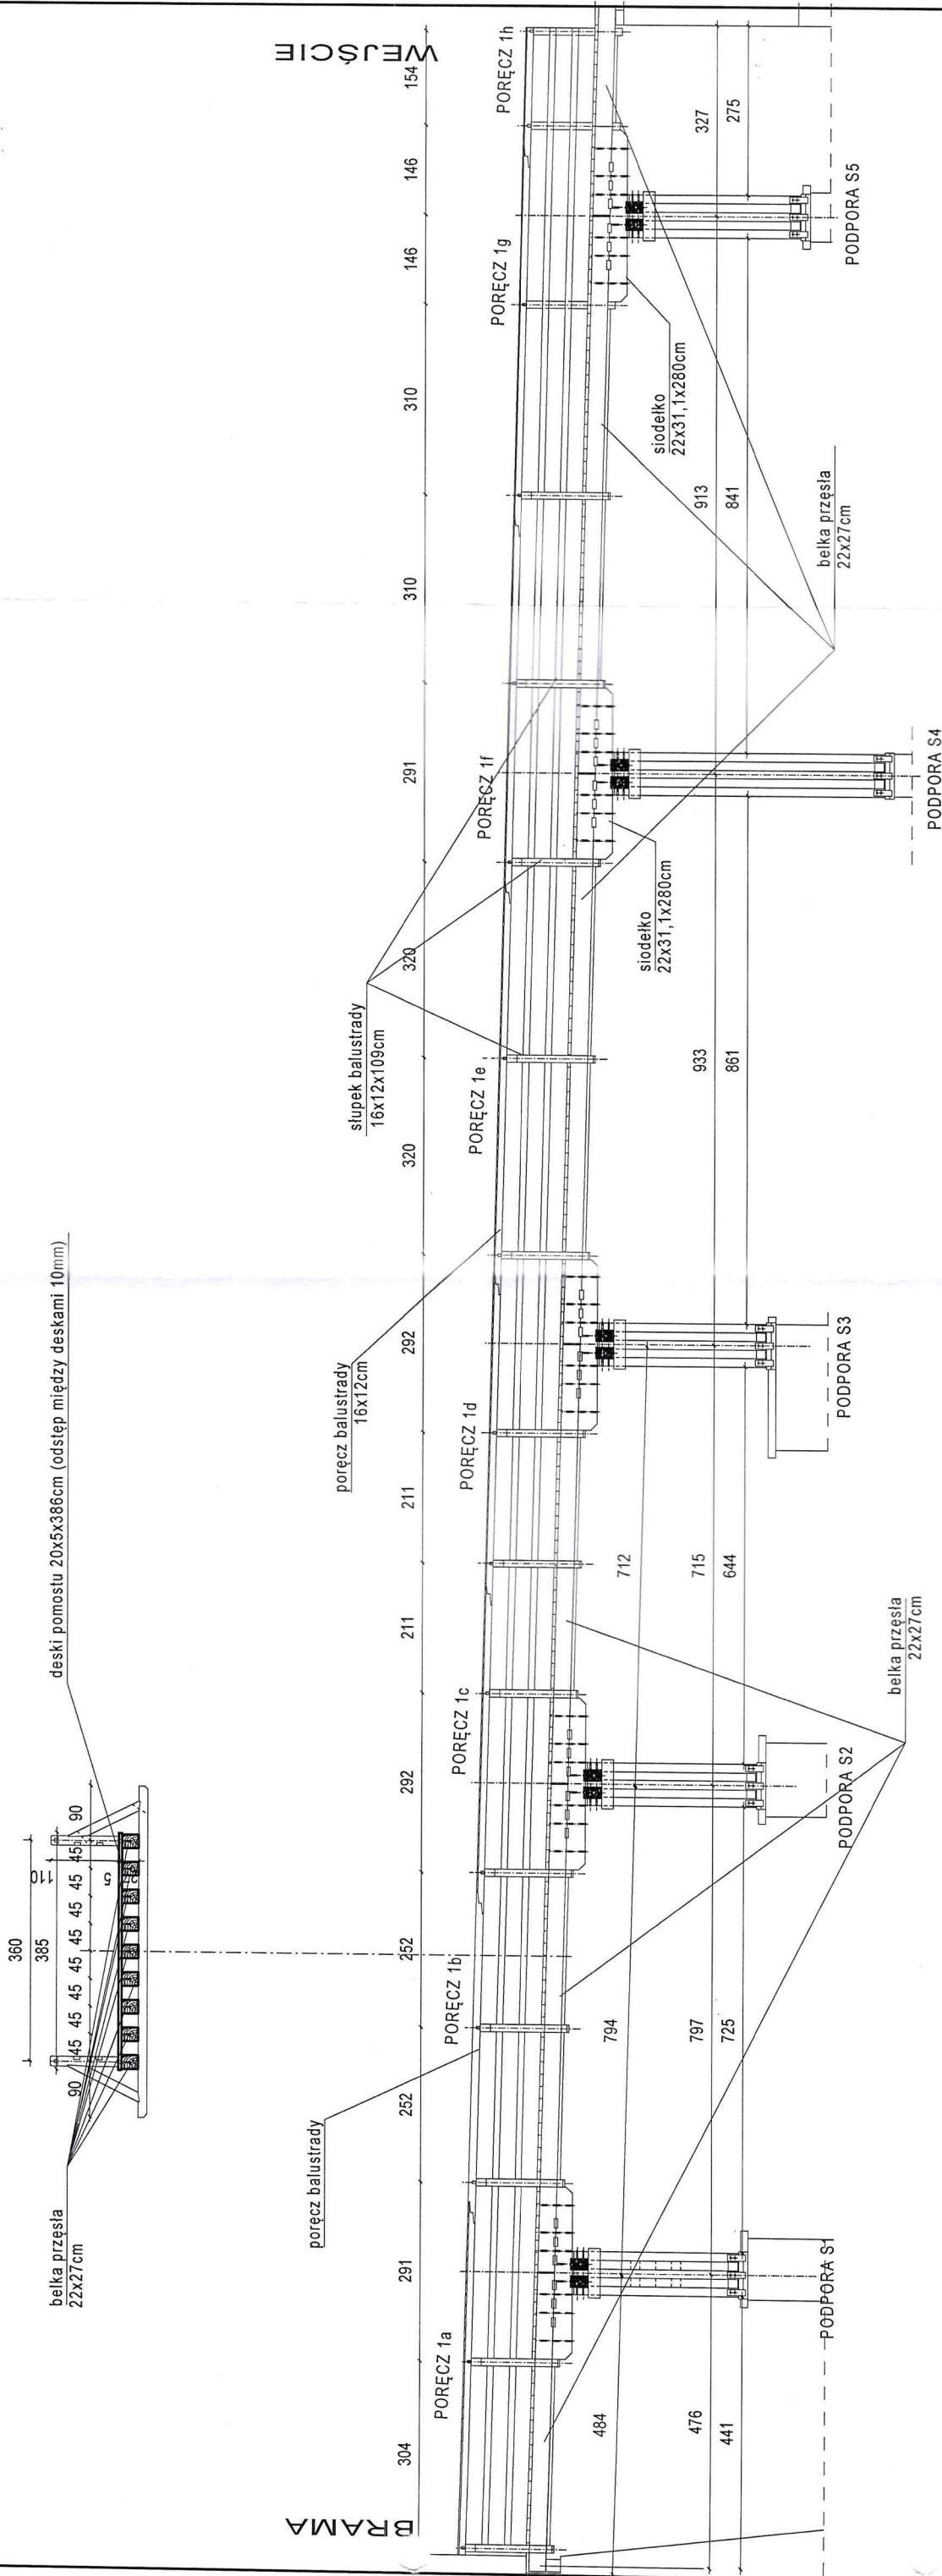 360
385
110
5
90
45
45
45
45
45
45
45
45
90
deski pomostu 20x5x386cm (odstęp między deskami 10mm)
belka przęsła
22x27cm
BRAMA
WEJŚCIE
poręcz balustrady
poręcz balustrady
16x12cm
słupek balustrady
16x12x109cm
304
291
252
252
292
211
211
292
320
320
291
310
310
146
146
154
PORĘCZ 1a
PORĘCZ 1b
PORĘCZ 1c
PORĘCZ 1d
PORĘCZ 1e
PORĘCZ 1f
PORĘCZ 1g
PORĘCZ 1h
siodełko
22x31,1x280cm
siodełko
22x31,1x280cm
484
794
712
476
797
715
933
913
327
441
725
644
861
841
275
belka przęsła
22x27cm
belka przęsła
22x27cm
PODPORA S1
PODPORA S2
PODPORA S3
PODPORA S4
PODPORA S5